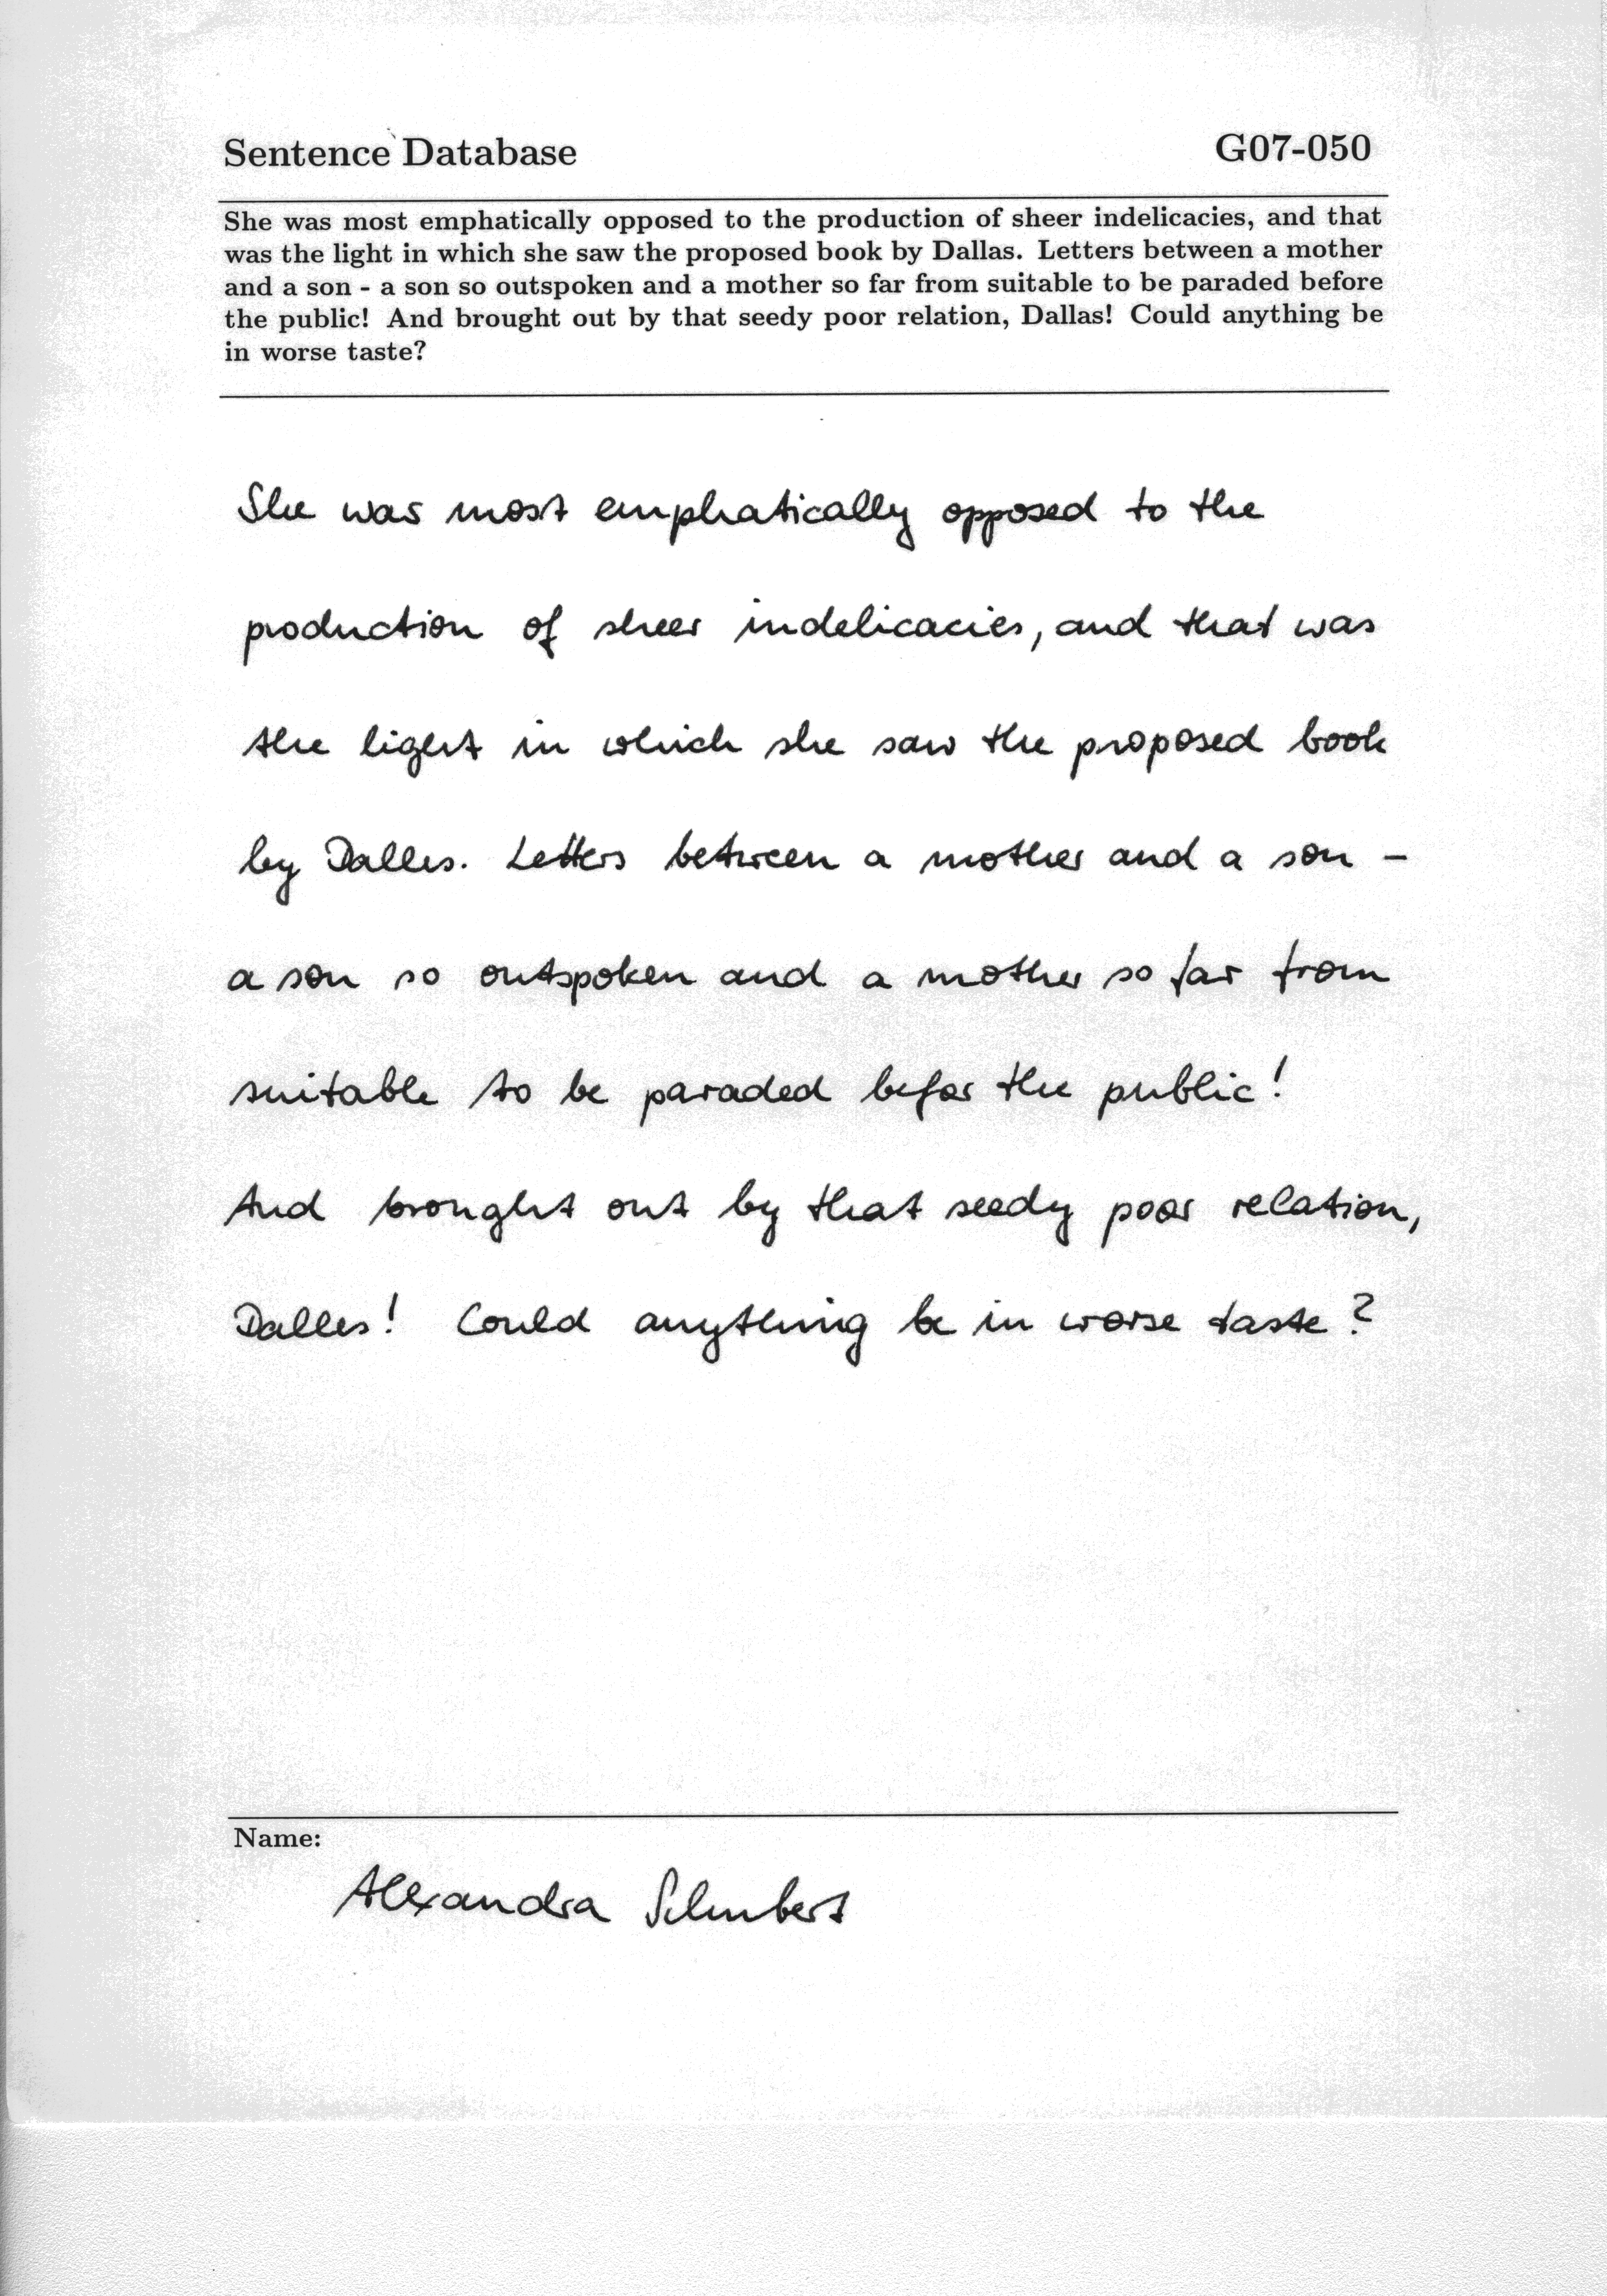 Sentence Database G07-050
She was most emphatically opposed to the production of sheer indelicacies, and that
was the light in which she saw the proposed book by Dallas. Letters between a mother
and a son - a son so outspoken and a mother so far from suitable to be paraded before
the public! And brought out by that seedy poor relation, Dallas! Could anything be
in worse taste?
She was most emphatically opposed to the
production of sheer indelicacies, and that was
the light in which she saw the proposed book
by Dalles. Letters between a mother and a son -
a son so outspoken and a mother so far from
suitable to be paraded befor the public!
And brought out by that seedy poor relation,
Dalles! Could anything be in worse taste?
Name:
Alexandra Schubert